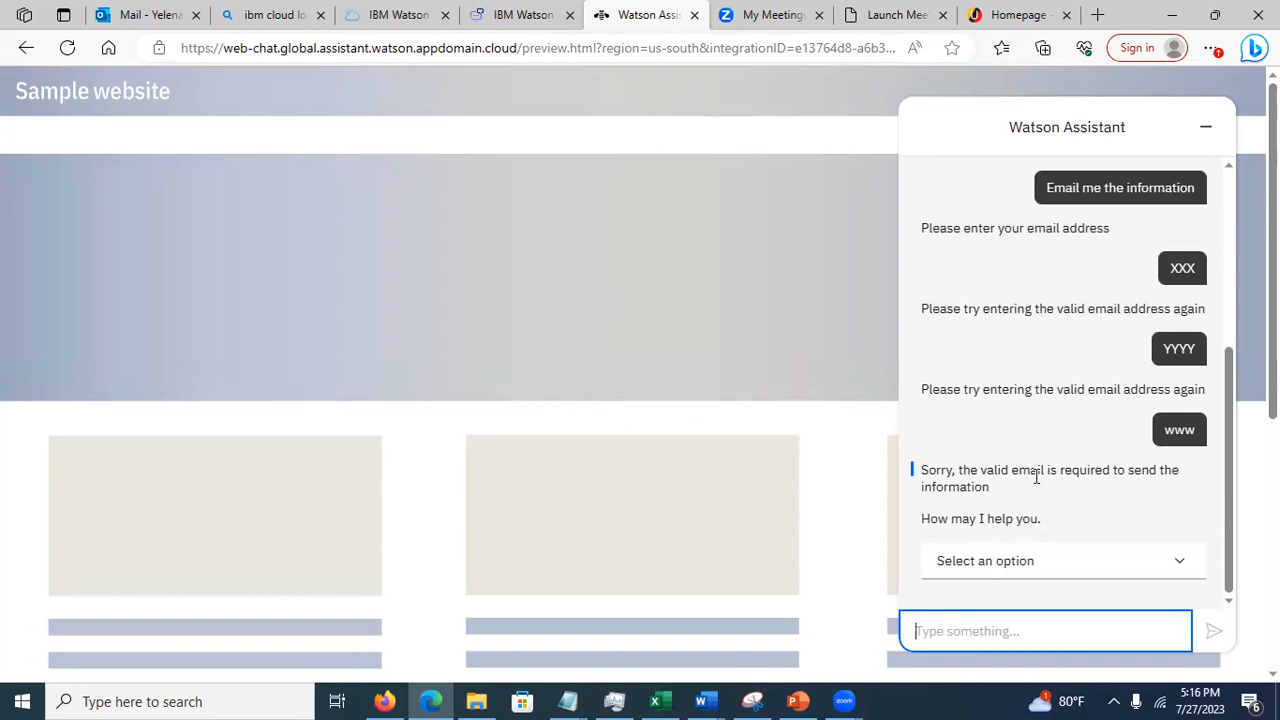 Mail - Yelena
ibm cloud lo
IBM Watson
IBM Watson
Watson Assis
My Meeting
Launch Meet
Homepage -
https://web-chat.global.assistant.watson.appdomain.cloud/preview.html?region=us-south&integrationID=e13764d8-a6b3...
Sign in
Sample website
Watson Assistant
Email me the information
Please enter your email address
XXX
Please try entering the valid email address again
YYYY
Please try entering the valid email address again
www
Sorry, the valid email is required to send the
information
How may I help you.
Select an option
Type something...
Type here to search
zoom
1
80°F
5:16 PM
7/27/2023
6